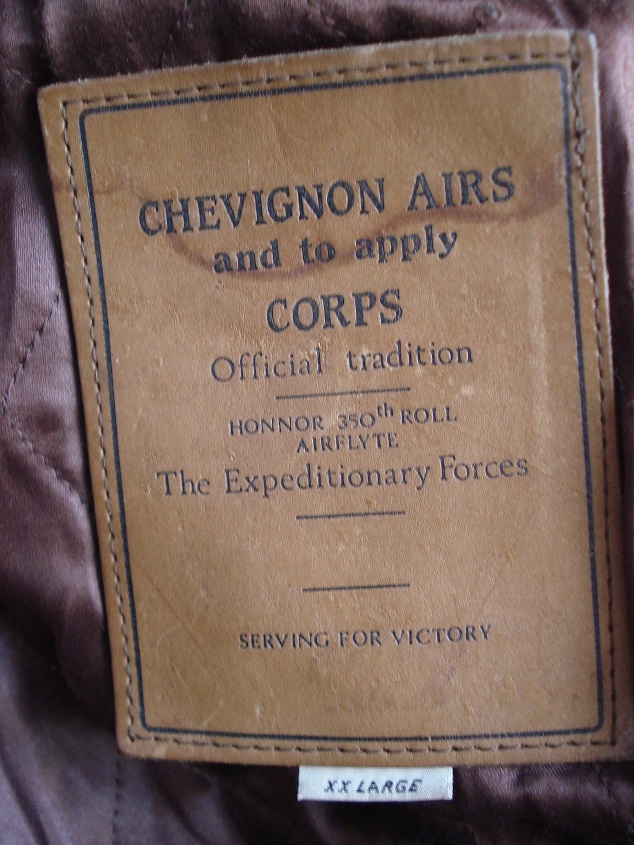 CHEVIGNON AIRS
and to apply
CORPS
Official tradition
HONNOR 350th ROLL
AIRFLYTE
The Expeditionary Forces
SERVING FOR VICTORY
XX LARGE